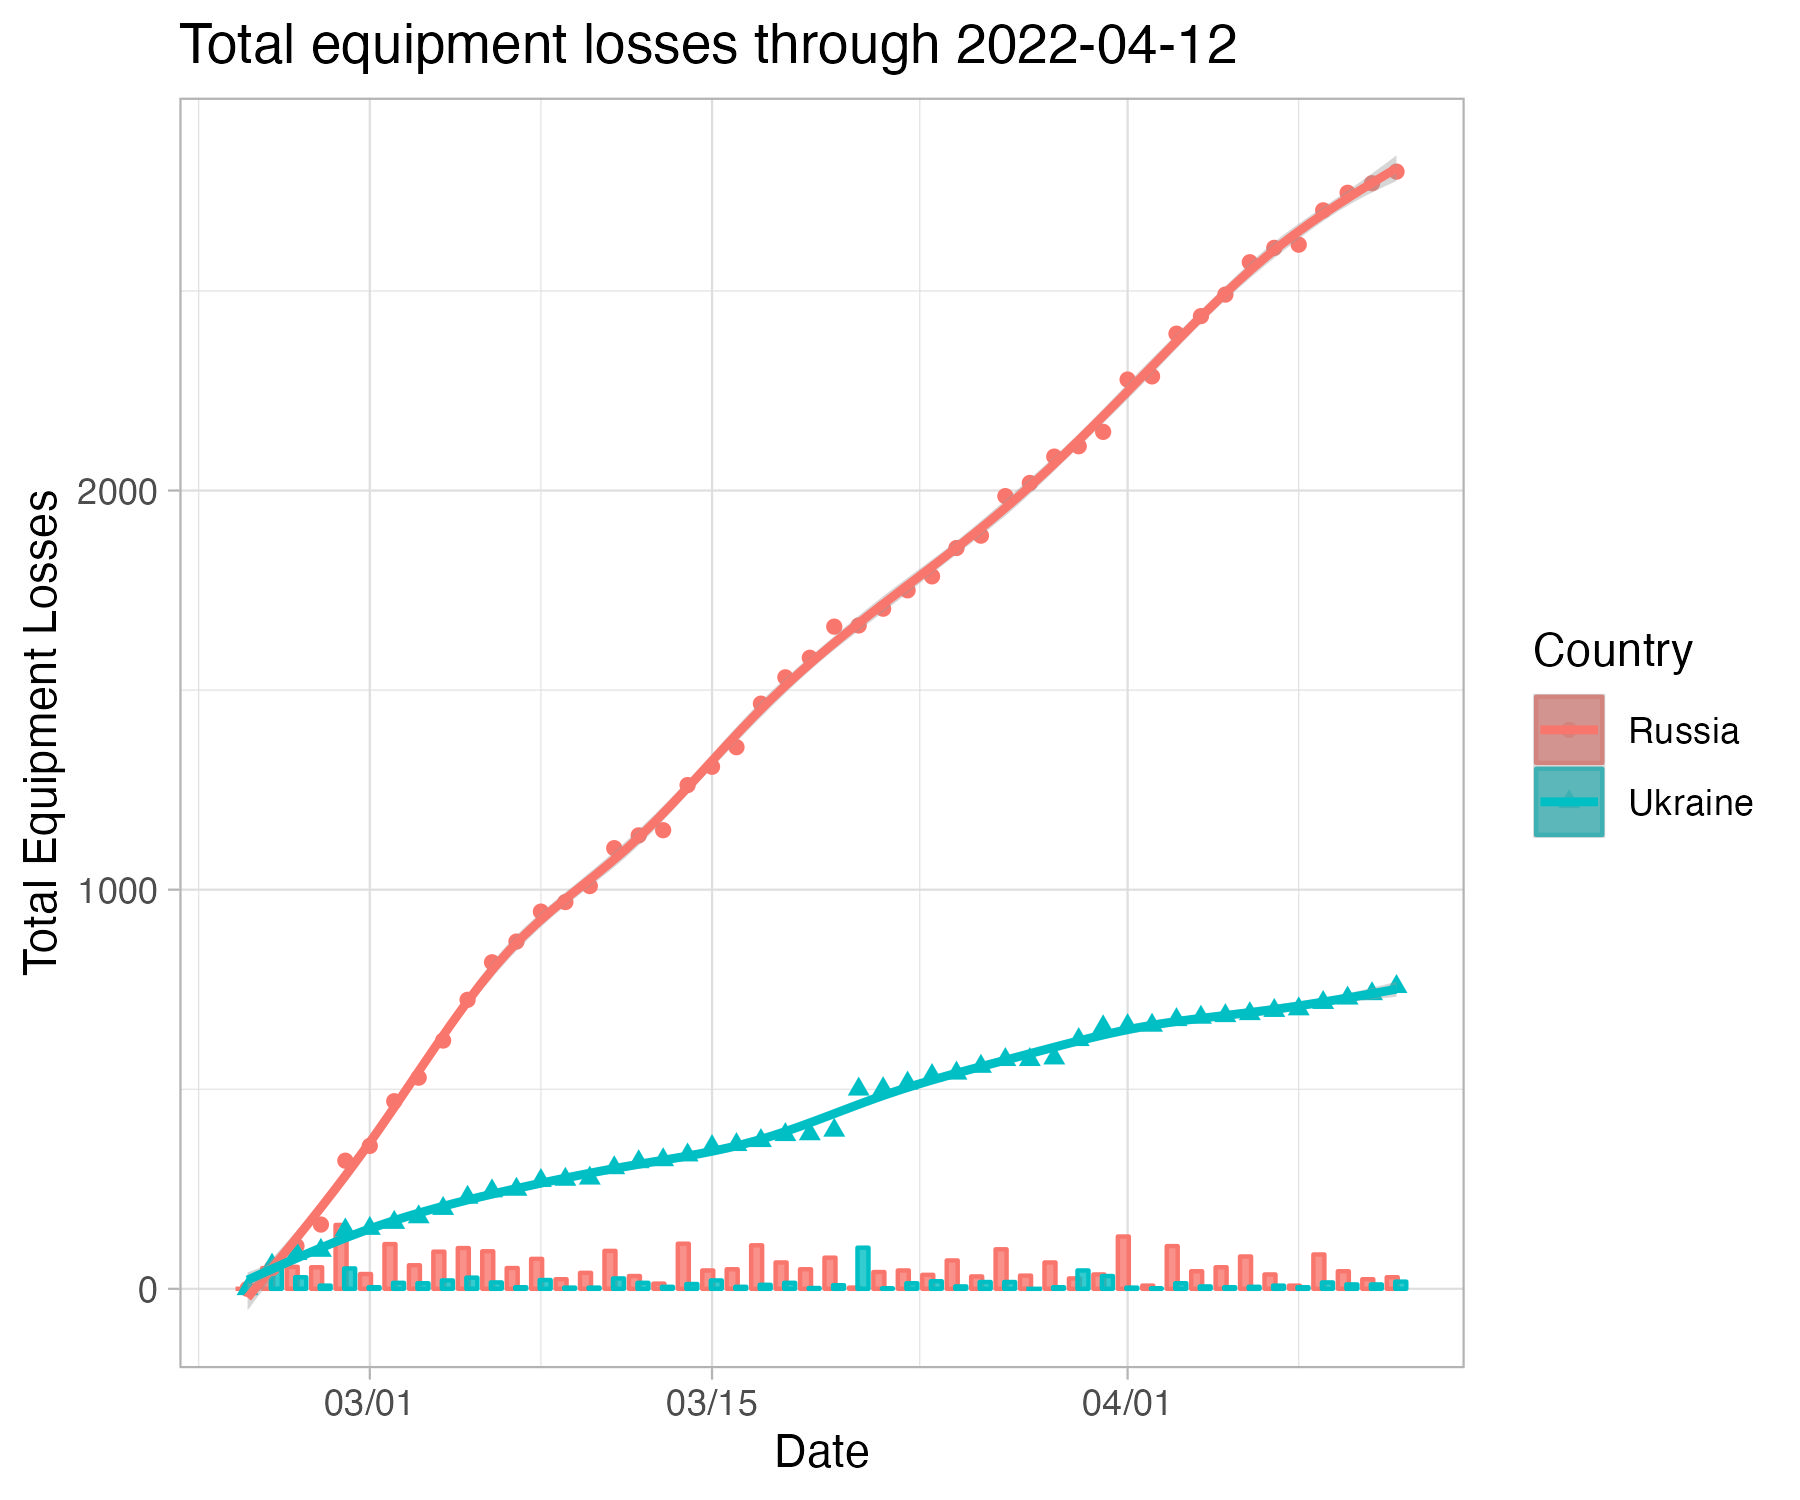 Total equipment losses through 2022-04-12
Total Equipment Losses
2000
1000
0
03/01
03/15
04/01
Date
Country
Russia
Ukraine